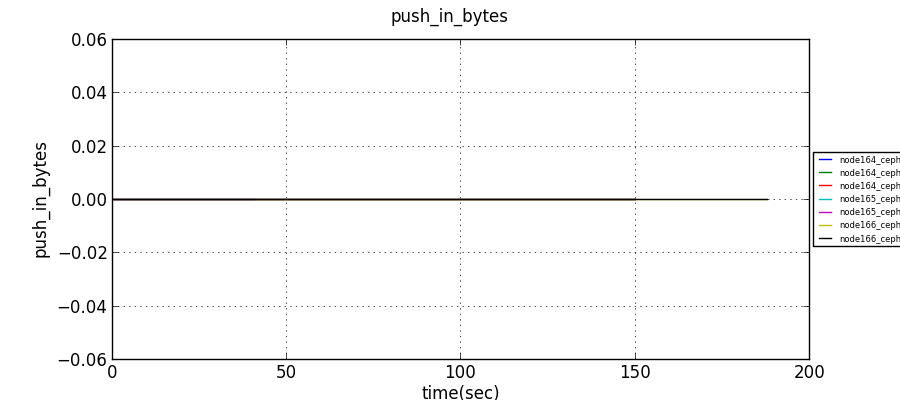 push_in_bytes
0.06
0.04
0.02
0.00
−0.02
−0.04
−0.06
push_in_bytes
0 50 100 150 200
time(sec)
node164_ceph
node164_ceph
node164_ceph
node165_ceph
node165_ceph
node166_ceph
node166_ceph